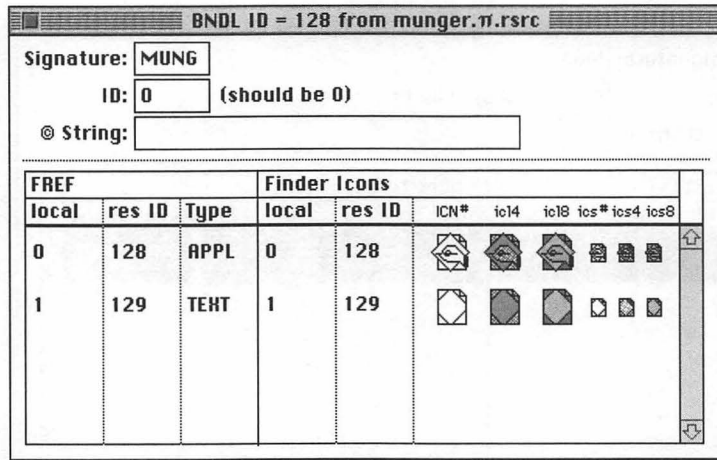 BNDL ID = 128 from munger.π.rsrc
Signature: MUNG
ID: 0 (should be 0)
© String:
FREF Finder Icons
local res ID Type local res ID ICN# icl4 icl8 ics# ics4 ics8
0 128 APPL 0 128
1 129 TEXT 1 129